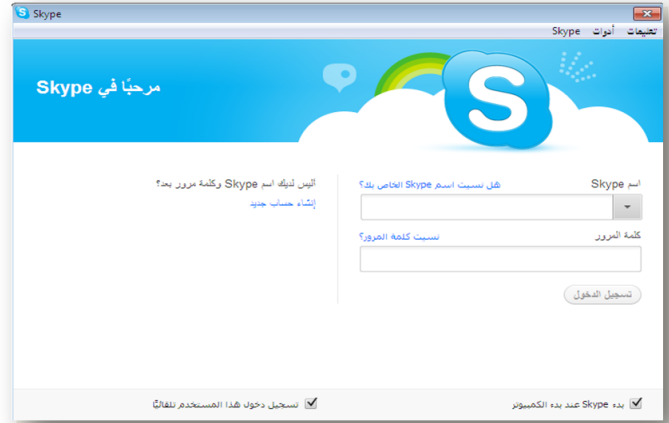 Skype
تعليمات أدوات Skype
مرحبًا في Skype
اسم Skype
هل نسيت اسم Skype الخاص بك؟
كلمة المرور
نسيت كلمة المرور؟
تسجيل الدخول
أليس لديك اسم Skype وكلمة مرور بعد؟
إنشاء حساب جديد
بدء Skype عند بدء الكمبيوتر
تسجيل دخول هذا المستخدم تلقائيًا